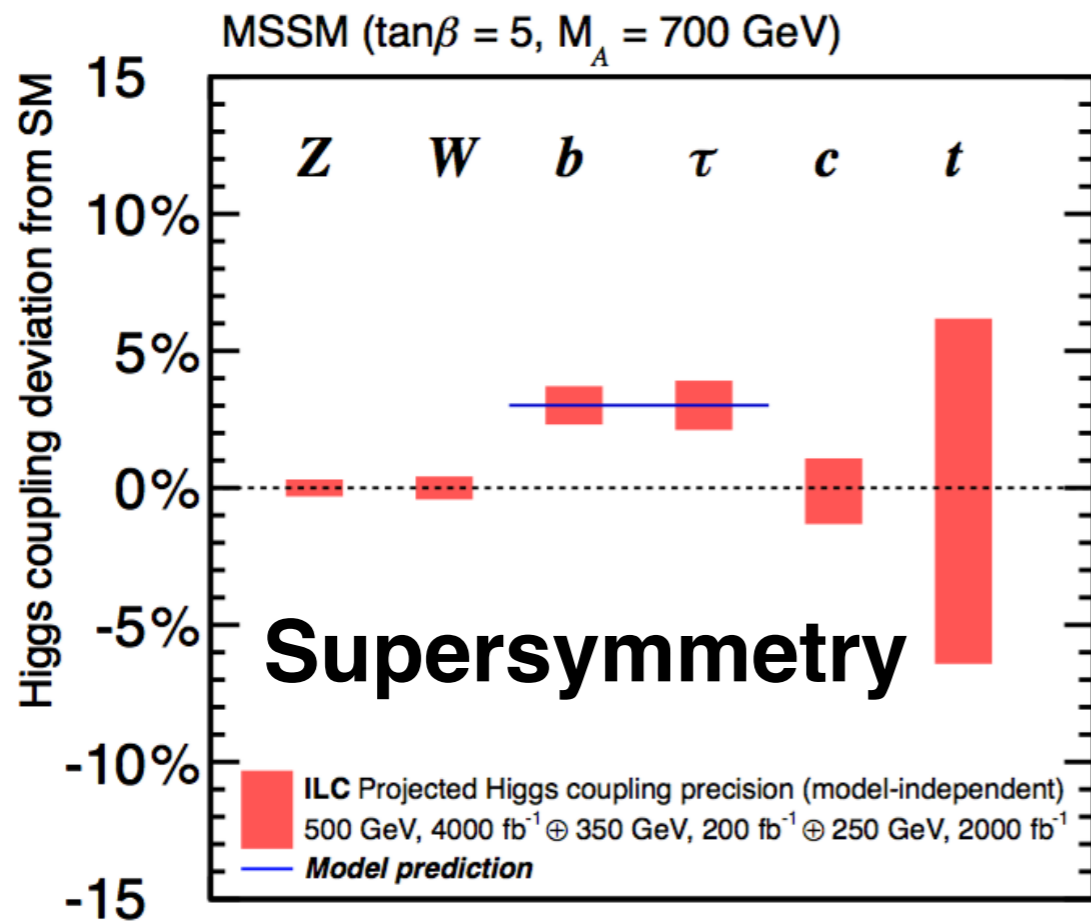 MSSM (tanβ = 5, M_A = 700 GeV)
Higgs coupling deviation from SM
15
10%
5%
0%
-5%
-10%
-15
Z W b τ c t
Supersymmetry
ILC Projected Higgs coupling precision (model-independent)
500 GeV, 4000 fb⁻¹ ⊕ 350 GeV, 200 fb⁻¹ ⊕ 250 GeV, 2000 fb⁻¹
Model prediction